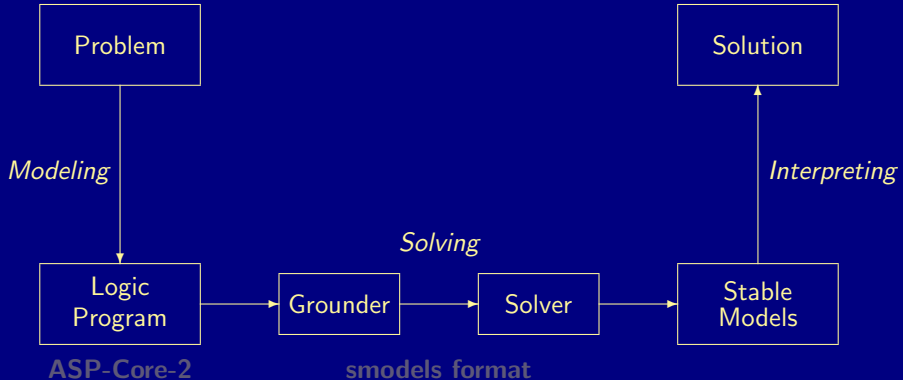 Problem
Solution
Modeling
Interpreting
Solving
Logic
Program
Grounder
Solver
Stable
Models
ASP-Core-2
smodels format